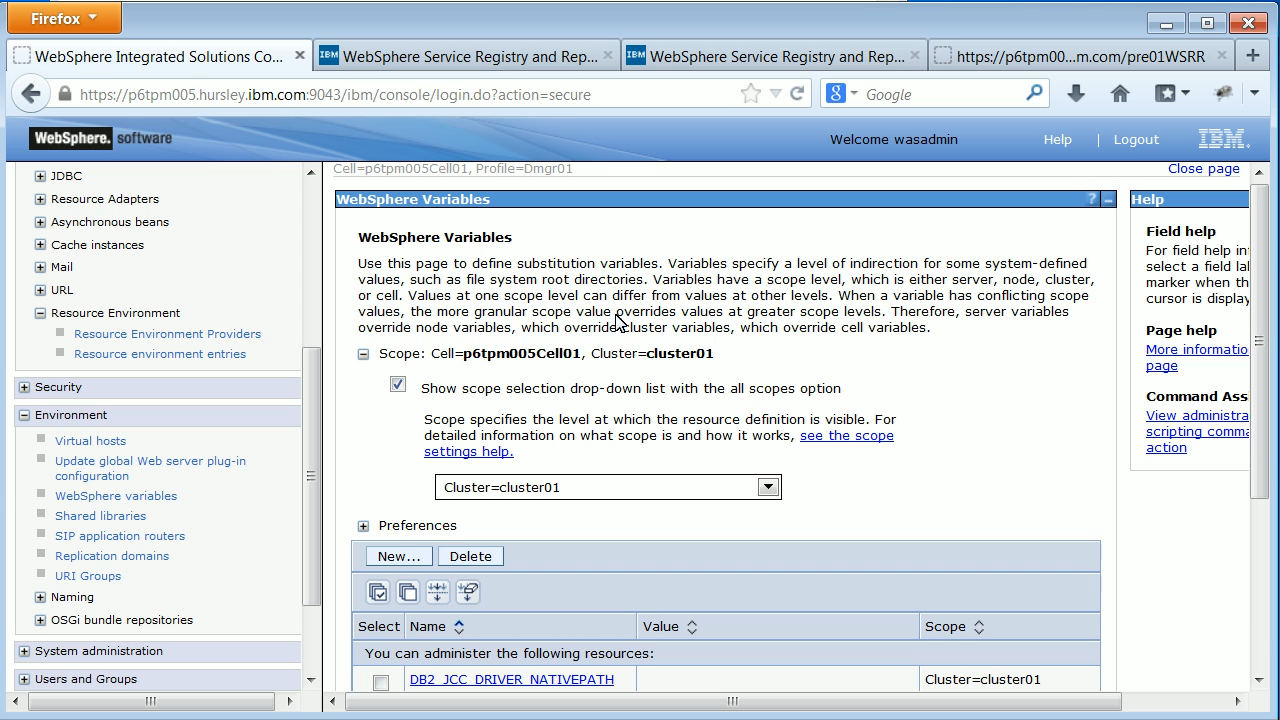 Firefox
WebSphere Integrated Solutions Co...
IBM WebSphere Service Registry and Rep...
IBM WebSphere Service Registry and Rep...
https://p6tpm00...m.com/pre01WSRR
https://p6tpm005.hursley.ibm.com:9043/ibm/console/login.do?action=secure
Google
WebSphere. software
Welcome wasadmin
Help | Logout
IBM.
JDBC
Resource Adapters
Asynchronous beans
Cache instances
Mail
URL
Resource Environment
Resource Environment Providers
Resource environment entries
Security
Environment
Virtual hosts
Update global Web server plug-in
configuration
WebSphere variables
Shared libraries
SIP application routers
Replication domains
URI Groups
Naming
OSGi bundle repositories
System administration
Users and Groups
Cell=p6tpm005Cell01, Profile=Dmgr01
Close page
WebSphere Variables
WebSphere Variables
Use this page to define substitution variables. Variables specify a level of indirection for some system-defined
values, such as file system root directories. Variables have a scope level, which is either server, node, cluster,
or cell. Values at one scope level can differ from values at other levels. When a variable has conflicting scope
values, the more granular scope value overrides values at greater scope levels. Therefore, server variables
override node variables, which override cluster variables, which override cell variables.
Scope: Cell=p6tpm005Cell01, Cluster=cluster01
Show scope selection drop-down list with the all scopes option
Scope specifies the level at which the resource definition is visible. For
detailed information on what scope is and how it works, see the scope
settings help.
Cluster=cluster01
Preferences
New... Delete
Select Name Value Scope
You can administer the following resources:
DB2_JCC_DRIVER_NATIVEPATH Cluster=cluster01
Help
Field help
For field help in
select a field la
marker when th
cursor is display
Page help
More informatio
page
Command Ass
View administra
scripting comma
action